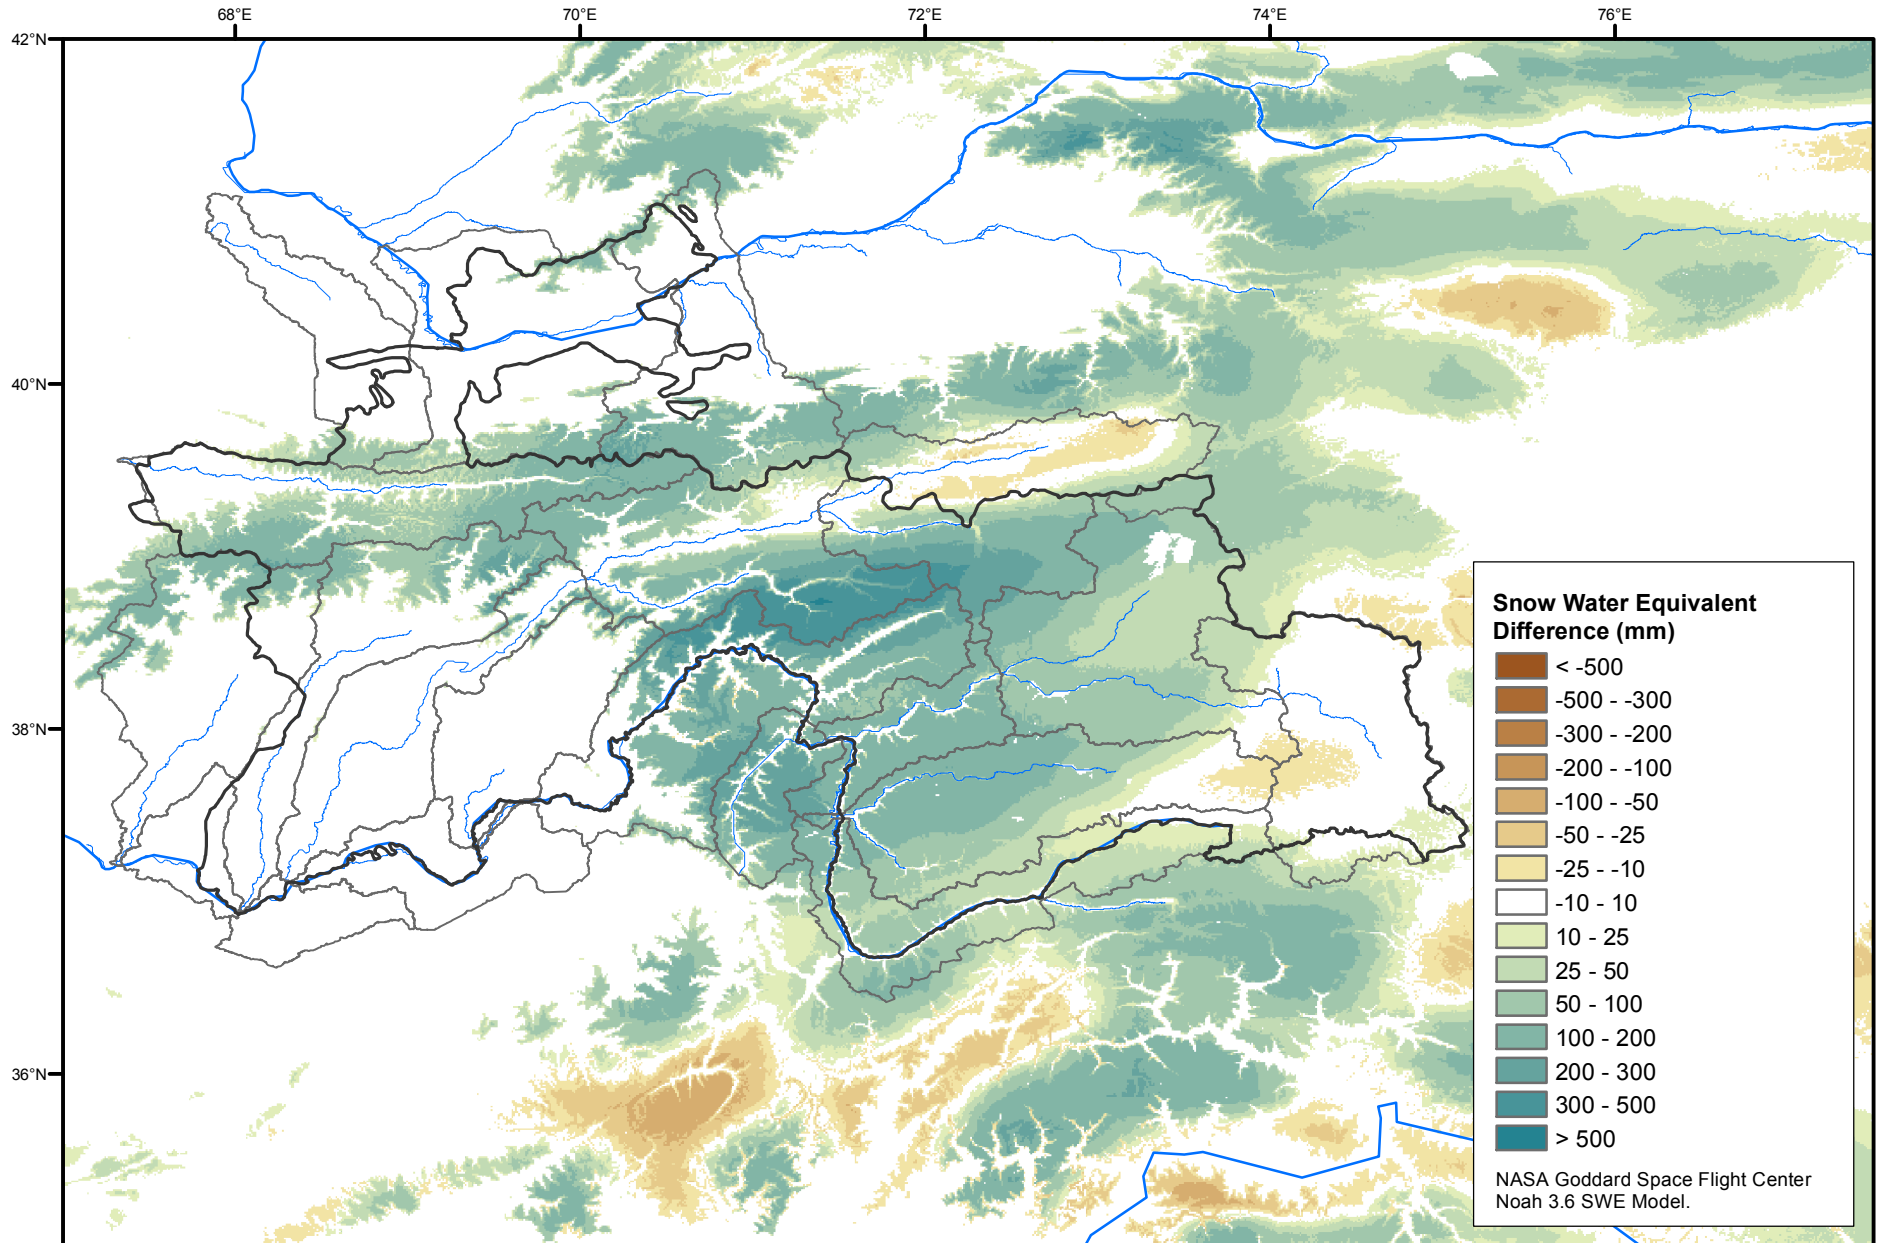 68°E 70°E 72°E 74°E 76°E
42°N
40°N
38°N
36°N
Snow Water Equivalent
Difference (mm)
< -500
-500 - -300
-300 - -200
-200 - -100
-100 - -50
-50 - -25
-25 - -10
-10 - 10
10 - 25
25 - 50
50 - 100
100 - 200
200 - 300
300 - 500
> 500
NASA Goddard Space Flight Center
Noah 3.6 SWE Model.